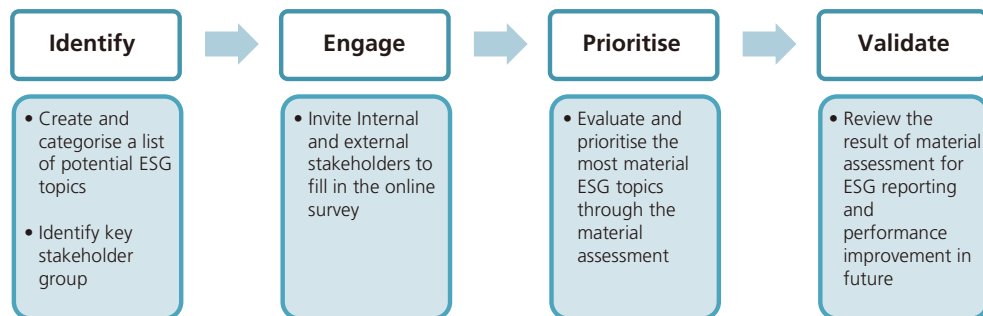 Identify
Engage
Prioritise
Validate
• Create and
categorise a list
of potential ESG
topics
• Identify key
stakeholder
group
• Invite Internal
and external
stakeholders to
fill in the online
survey
• Evaluate and
prioritise the
most material
ESG topics
through the
material
assessment
• Review the
result of material
assessment for
ESG reporting
and
performance
improvement in
future